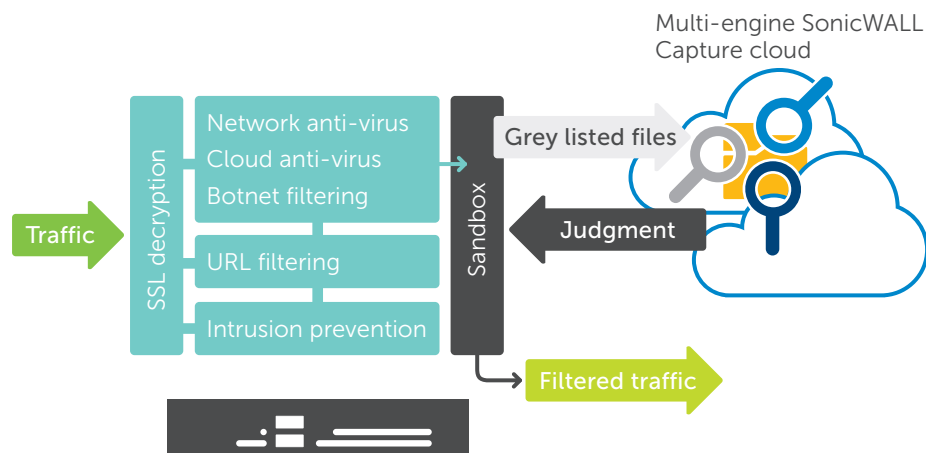 Multi-engine SonicWALL
Capture cloud
Traffic
SSL decryption
Network anti-virus
Cloud anti-virus
Botnet filtering
URL filtering
Intrusion prevention
Sandbox
Grey listed files
Judgment
Filtered traffic